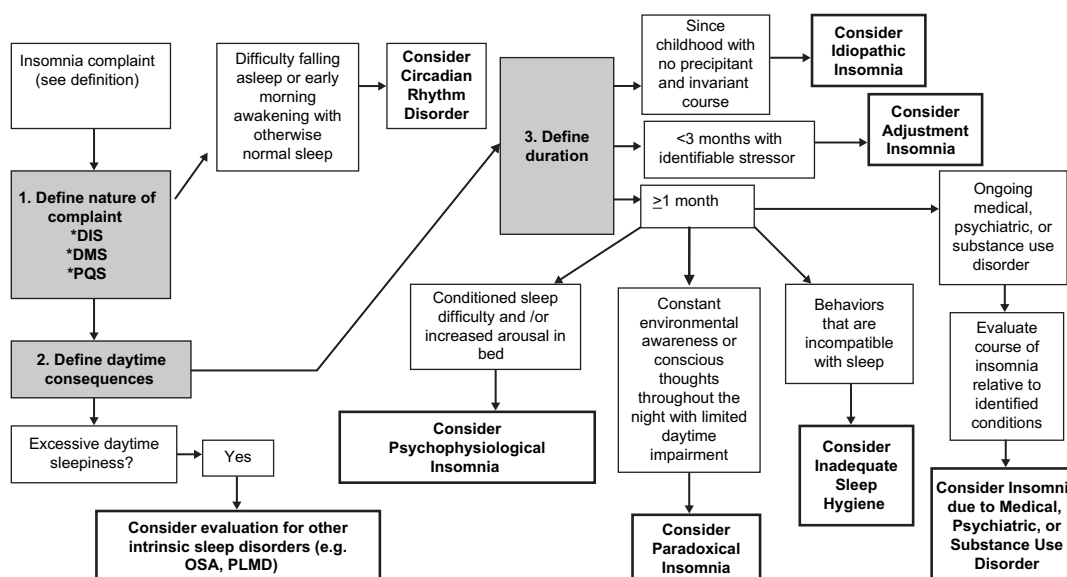 Insomnia complaint
(see definition)
Difficulty falling
asleep or early
morning
awakening with
otherwise
normal sleep
Consider
Circadian
Rhythm
Disorder
1. Define nature of
complaint
*DIS
*DMS
*PQS
2. Define daytime
consequences
Excessive daytime
sleepiness?
Yes
Consider evaluation for other
intrinsic sleep disorders (e.g.
OSA, PLMD)
3. Define
duration
Since
childhood with
no precipitant
and invariant
course
Consider
Idiopathic
Insomnia
<3 months with
identifiable stressor
Consider
Adjustment
Insomnia
≥1 month
Conditioned sleep
difficulty and /or
increased arousal in
bed
Consider
Psychophysiological
Insomnia
Constant
environmental
awareness or
conscious
thoughts
throughout the
night with limited
daytime
impairment
Consider
Paradoxical
Insomnia
Behaviors
that are
incompatible
with sleep
Consider
Inadequate
Sleep
Hygiene
Ongoing
medical,
psychiatric, or
substance use
disorder
Evaluate
course of
insomnia
relative to
identified
conditions
Consider Insomni
due to Medical,
Psychiatric, or
Substance Use
Disorder